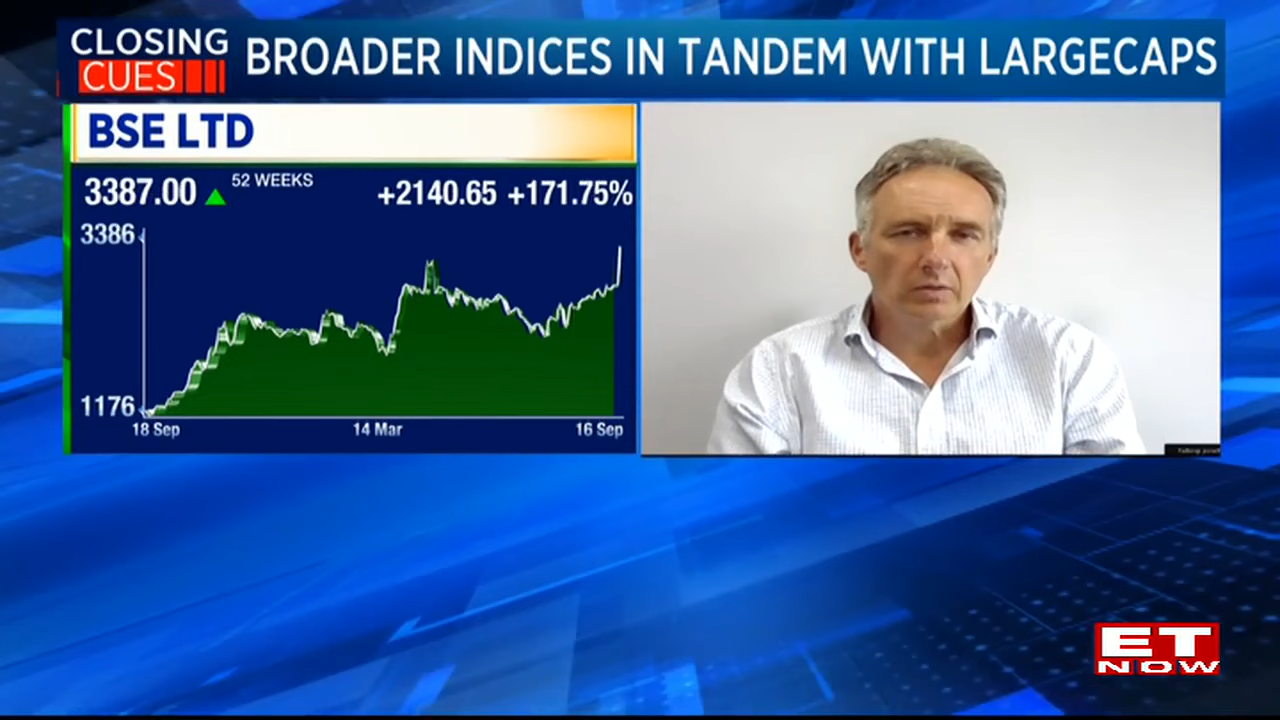 CLOSING
CUES
BROADER INDICES IN TANDEM WITH LARGECAPS
BSE LTD
3387.00 52 WEEKS +2140.65 +171.75%
3386
1176
18 Sep 14 Mar 16 Sep
ET
NOW